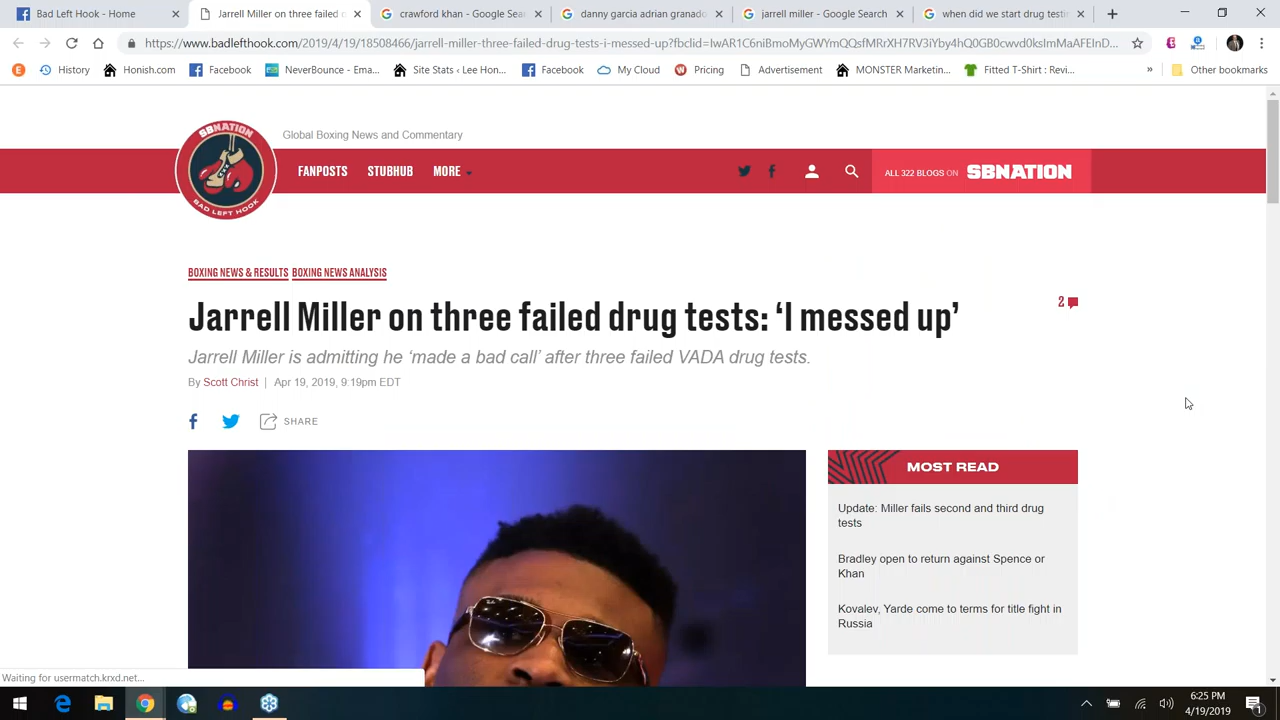 Bad Left Hook - Home
Jarrell Miller on three failed d
crawford khan - Google Sea
danny garcia adrian granado
jarrell miller - Google Search
when did we start drug testi
https://www.badlefthook.com/2019/4/19/18508466/jarrell-miller-three-failed-drug-tests-i-messed-up?fbclid=
History
Honish.com
Facebook
NeverBounce - Ema...
Site Stats ‹ Lee Hon...
Facebook
My Cloud
Pricing
Advertisement
MONSTER Marketin...
Fitted T-Shirt : Revi...
»
Other bookmarks
SBNATION
BAD LEFT HOOK
Global Boxing News and Commentary
FANPOSTS STUBHUB MORE
ALL 322 BLOGS ON SBNATION
BOXING NEWS & RESULTS BOXING NEWS ANALYSIS
Jarrell Miller on three failed drug tests: ‘I messed up’
2
Jarrell Miller is admitting he ‘made a bad call’ after three failed VADA drug tests.
By Scott Christ | Apr 19, 2019, 9:19pm EDT
SHARE
MOST READ
Update: Miller fails second and third drug
tests
Bradley open to return against Spence or
Khan
Kovalev, Yarde come to terms for title fight in
Russia
Waiting for usermatch.krxd.net...
6:25 PM
4/19/2019